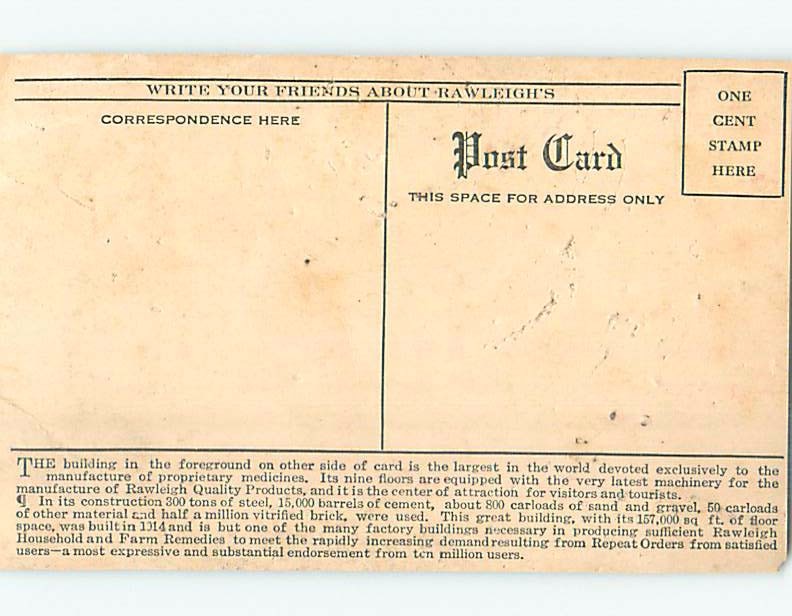 WRITE YOUR FRIENDS ABOUT RAWLEIGH'S
CORRESPONDENCE HERE
Post Card
THIS SPACE FOR ADDRESS ONLY
ONE
CENT
STAMP
HERE
THE building in the foreground on other side of card is the largest in the world devoted exclusively to the
manufacture of proprietary medicines. Its nine floors are equipped with the very latest machinery for the
manufacture of Rawleigh Quality Products, and it is the center of attraction for visitors and tourists.
¶ In its construction 300 tons of steel, 15,000 barrels of cement, about 800 carloads of sand and gravel, 50 carloads
of other material and half a million vitrified brick, were used. This great building, with its 157,000 sq ft. of floor
space, was built in 1914 and is but one of the many factory buildings necessary in producing sufficient Rawleigh
Household and Farm Remedies to meet the rapidly increasing demand resulting from Repeat Orders from satisfied
users—a most expressive and substantial endorsement from ten million users.